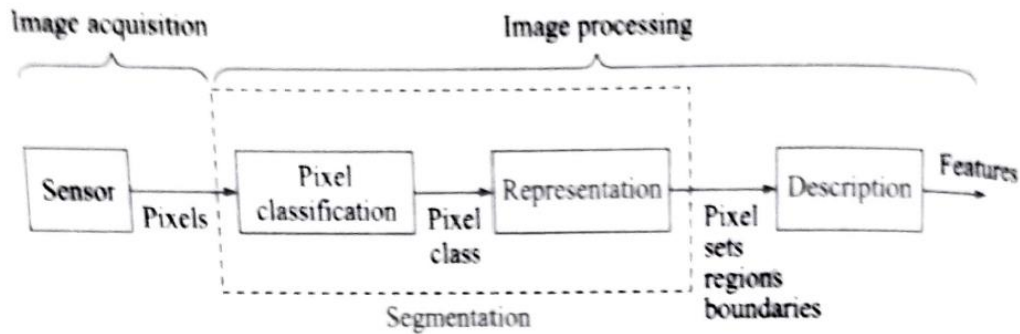 Image acquisition
Image processing
Sensor
Pixels
Pixel
classification
Pixel
class
Representation
Pixel
sets
regions
boundaries
Description
Features
Segmentation